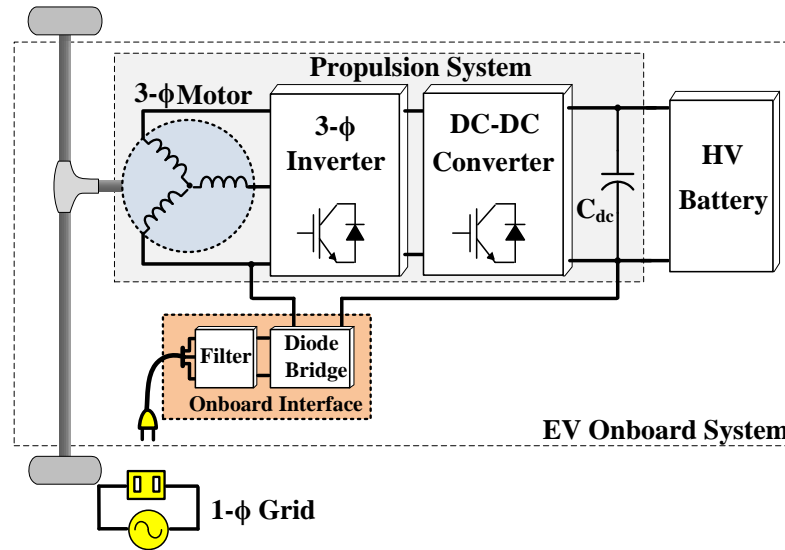 Propulsion System
3-ϕ Motor
3-ϕ
Inverter
DC-DC
Converter
C_dc
HV
Battery
Filter
Diode
Bridge
Onboard Interface
EV Onboard System
1-ϕ Grid